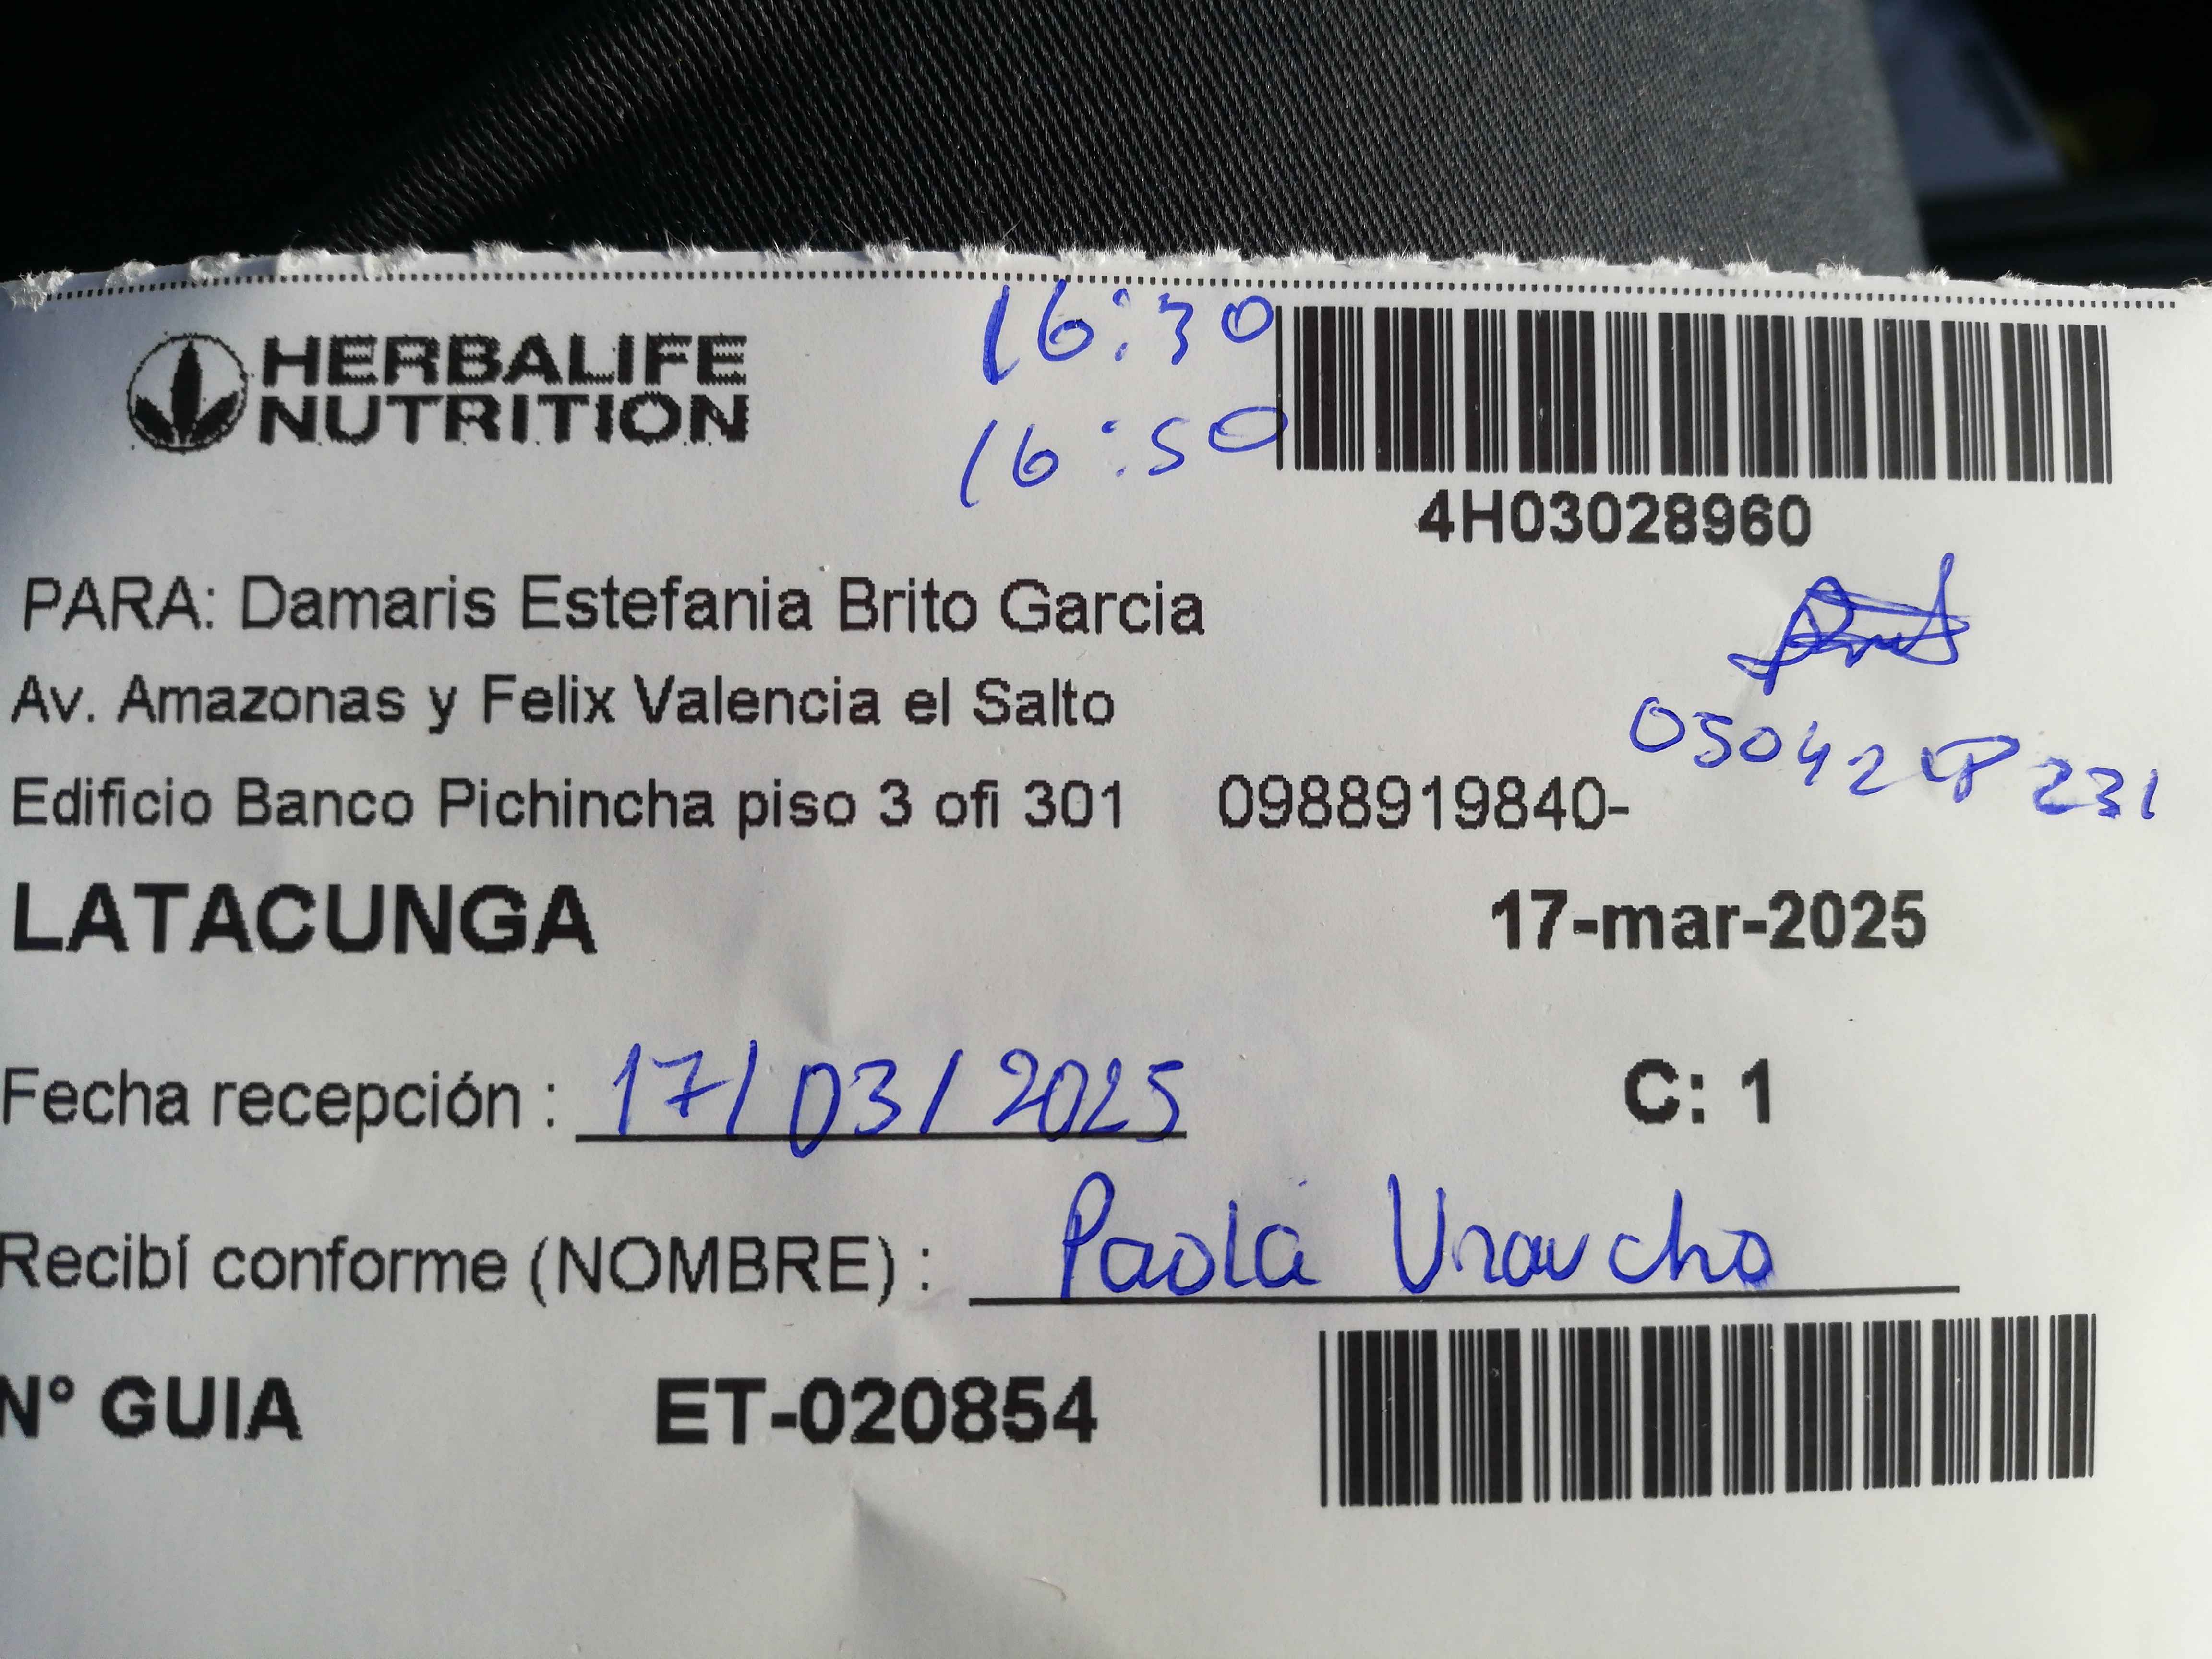 HERBALIFE
NUTRITION
16:30
16:50
4H03028960
PARA: Damaris Estefania Brito Garcia
Av. Amazonas y Felix Valencia el Salto
Edificio Banco Pichincha piso 3 ofi 301 0988919840-
LATACUNGA
17-mar-2025
Fecha recepción : 17/03/2025
C: 1
Recibí conforme (NOMBRE) : Paola
N° GUIA ET-020854